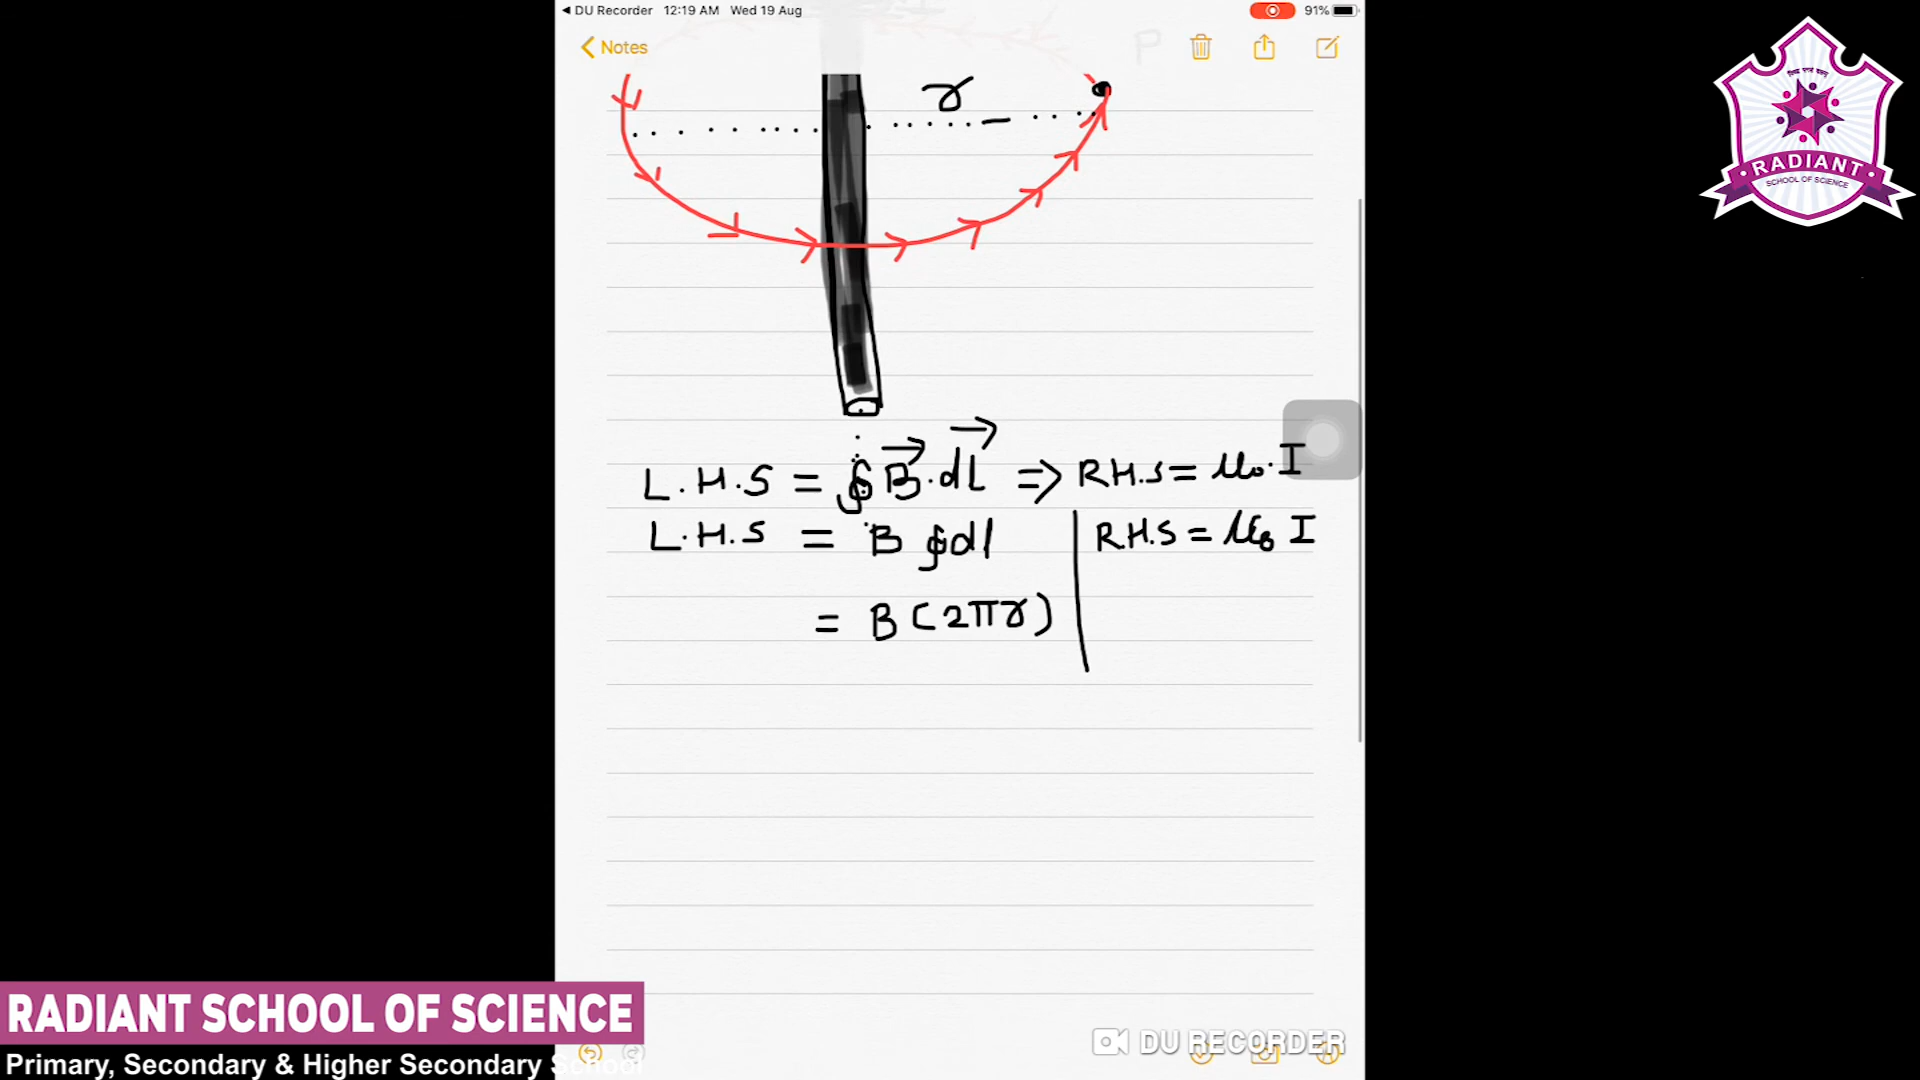 DU Recorder 12:19 AM Wed 19 Aug 91%
Notes
P
r
L.H.S = ∮ B⃗ . dl⃗ => R.H.S = μ₀ . I
L.H.S = B ∮ dl | R.H.S = μ₀ I
= B (2πr)
RADIANT
SCHOOL OF SCIENCE
RADIANT SCHOOL OF SCIENCE
Primary, Secondary & Higher Secondary School
DU RECORDER